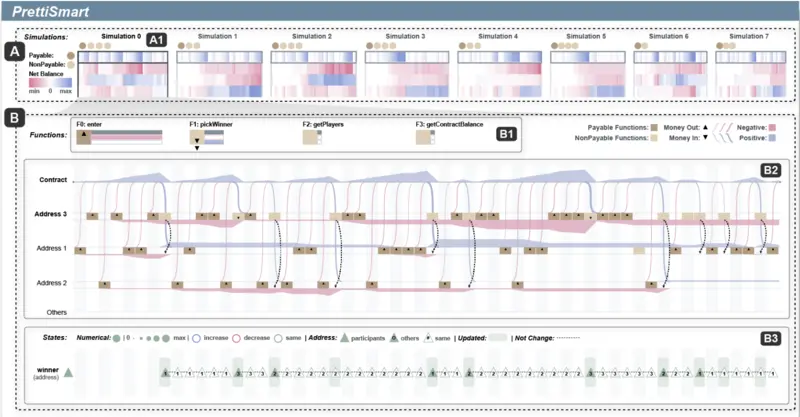 PrettiSmart
Simulations: Simulation 0 Simulation 1 Simulation 2 Simulation 3 Simulation 4 Simulation 5 Simulation 6 Simulation 7
A A1
Payable:
NonPayable:
Net Balance
min 0 max
B
F0: enter F1: pickWinner F2: getPlayers F3: getContractBalance
Functions: B1
Payable Functions: Money Out: Negative:
NonPayable Functions: Money In: Positive:
B2
Contract
Address 3
Address 1
Address 2
Others
States: Numerical: | 0 - max | increase decrease same | Address: participants others same | Updated: | Not Change: B3
winner
(address)